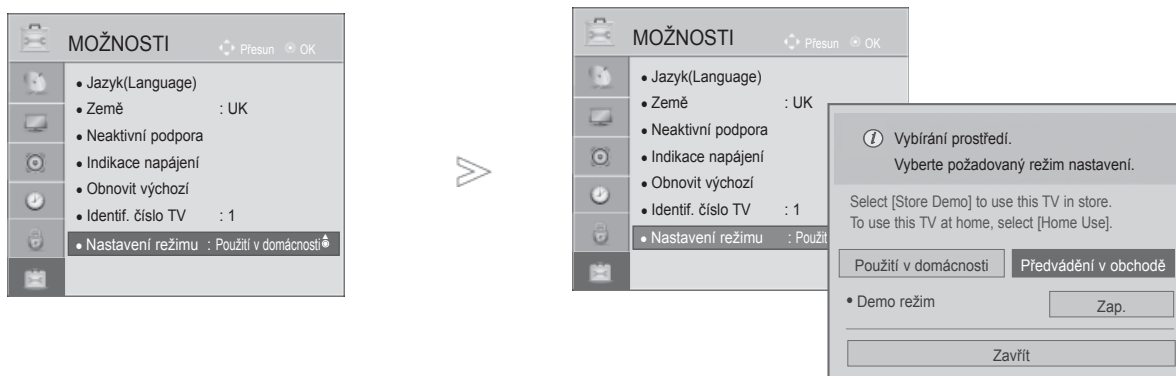 MOŽNOSTI
Přesun OK
Jazyk(Language)
Země : UK
Neaktivní podpora
Indikace napájení
Obnovit výchozí
Identif. číslo TV : 1
Nastavení režimu : Použití v domácnosti
MOŽNOSTI
Přesun OK
Jazyk(Language)
Země : UK
Neaktivní podpora
Indikace napájení
Obnovit výchozí
Identif. číslo TV : 1
Nastavení režimu : Použit
Vybírání prostředí.
Vyberte požadovaný režim nastavení.
Select [Store Demo] to use this TV in store.
To use this TV at home, select [Home Use].
Použití v domácnosti Předvádění v obchodě
Demo režim Zap.
Zavřít